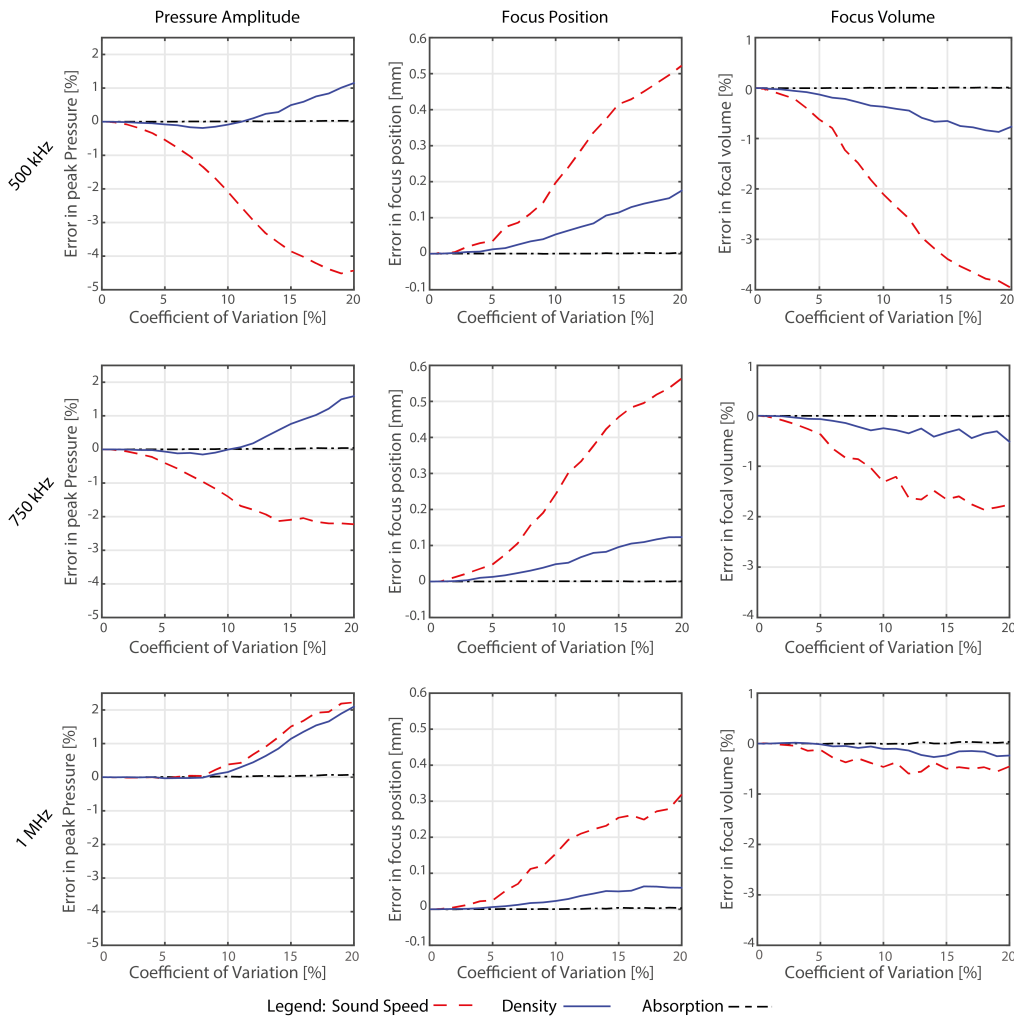 Pressure Amplitude Focus Position Focus Volume
500 kHz
Error in peak Pressure [%]
2
1
0
-1
-2
-3
-4
-5
0 5 10 15 20
Coefficient of Variation [%]
Error in focus position [mm]
0.6
0.5
0.4
0.3
0.2
0.1
0
-0.1
0 5 10 15 20
Coefficient of Variation [%]
Error in focal volume [%]
1
0
-1
-2
-3
-4
0 5 10 15 20
Coefficient of Variation [%]
750 kHz
Error in peak Pressure [%]
2
1
0
-1
-2
-3
-4
-5
0 5 10 15 20
Coefficient of Variation [%]
Error in focus position [mm]
0.6
0.5
0.4
0.3
0.2
0.1
0
-0.1
0 5 10 15 20
Coefficient of Variation [%]
Error in focal volume [%]
1
0
-1
-2
-3
-4
0 5 10 15 20
Coefficient of Variation [%]
1 MHz
Error in peak Pressure [%]
2
1
0
-1
-2
-3
-4
-5
0 5 10 15 20
Coefficient of Variation [%]
Error in focus position [mm]
0.6
0.5
0.4
0.3
0.2
0.1
0
-0.1
0 5 10 15 20
Coefficient of Variation [%]
Error in focal volume [%]
1
0
-1
-2
-3
-4
0 5 10 15 20
Coefficient of Variation [%]
Legend: Sound Speed Density Absorption